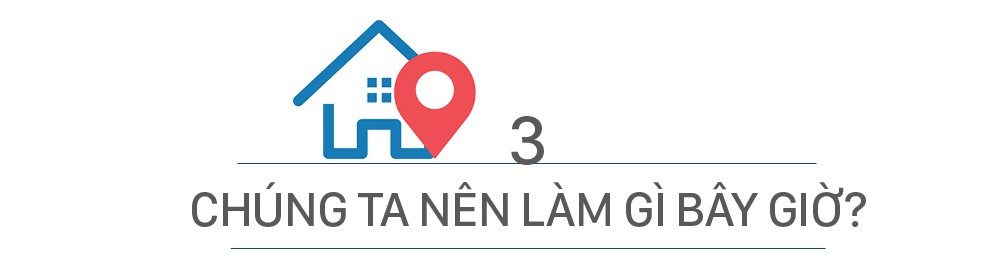 3
CHÚNG TA NÊN LÀM GÌ BÂY GIỜ?